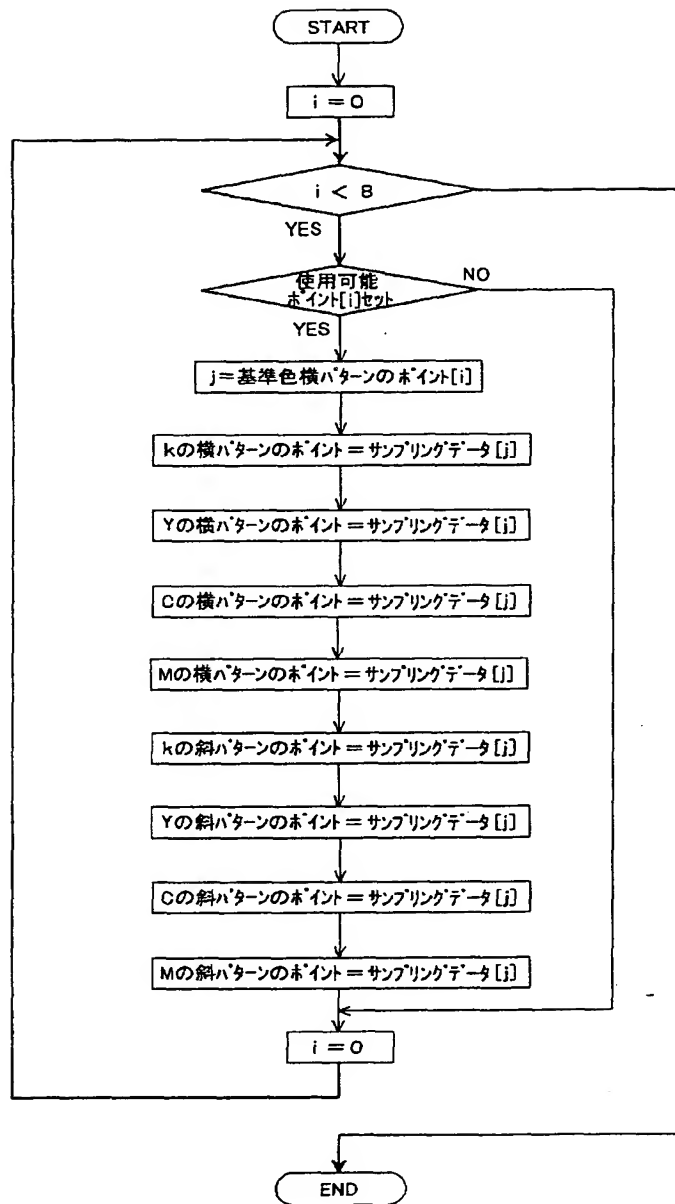 START
i = 0
i < 8
YES
使用可能
ポイント[i]セット
NO
YES
j=基準色横パターンのポイント[i]
kの横パターンのポイント=サンプリングデータ[j]
Yの横パターンのポイント=サンプリングデータ[j]
Cの横パターンのポイント=サンプリングデータ[j]
Mの横パターンのポイント=サンプリングデータ[j]
kの斜パターンのポイント=サンプリングデータ[j]
Yの斜パターンのポイント=サンプリングデータ[j]
Cの斜パターンのポイント=サンプリングデータ[j]
Mの斜パターンのポイント=サンプリングデータ[j]
i = 0
END